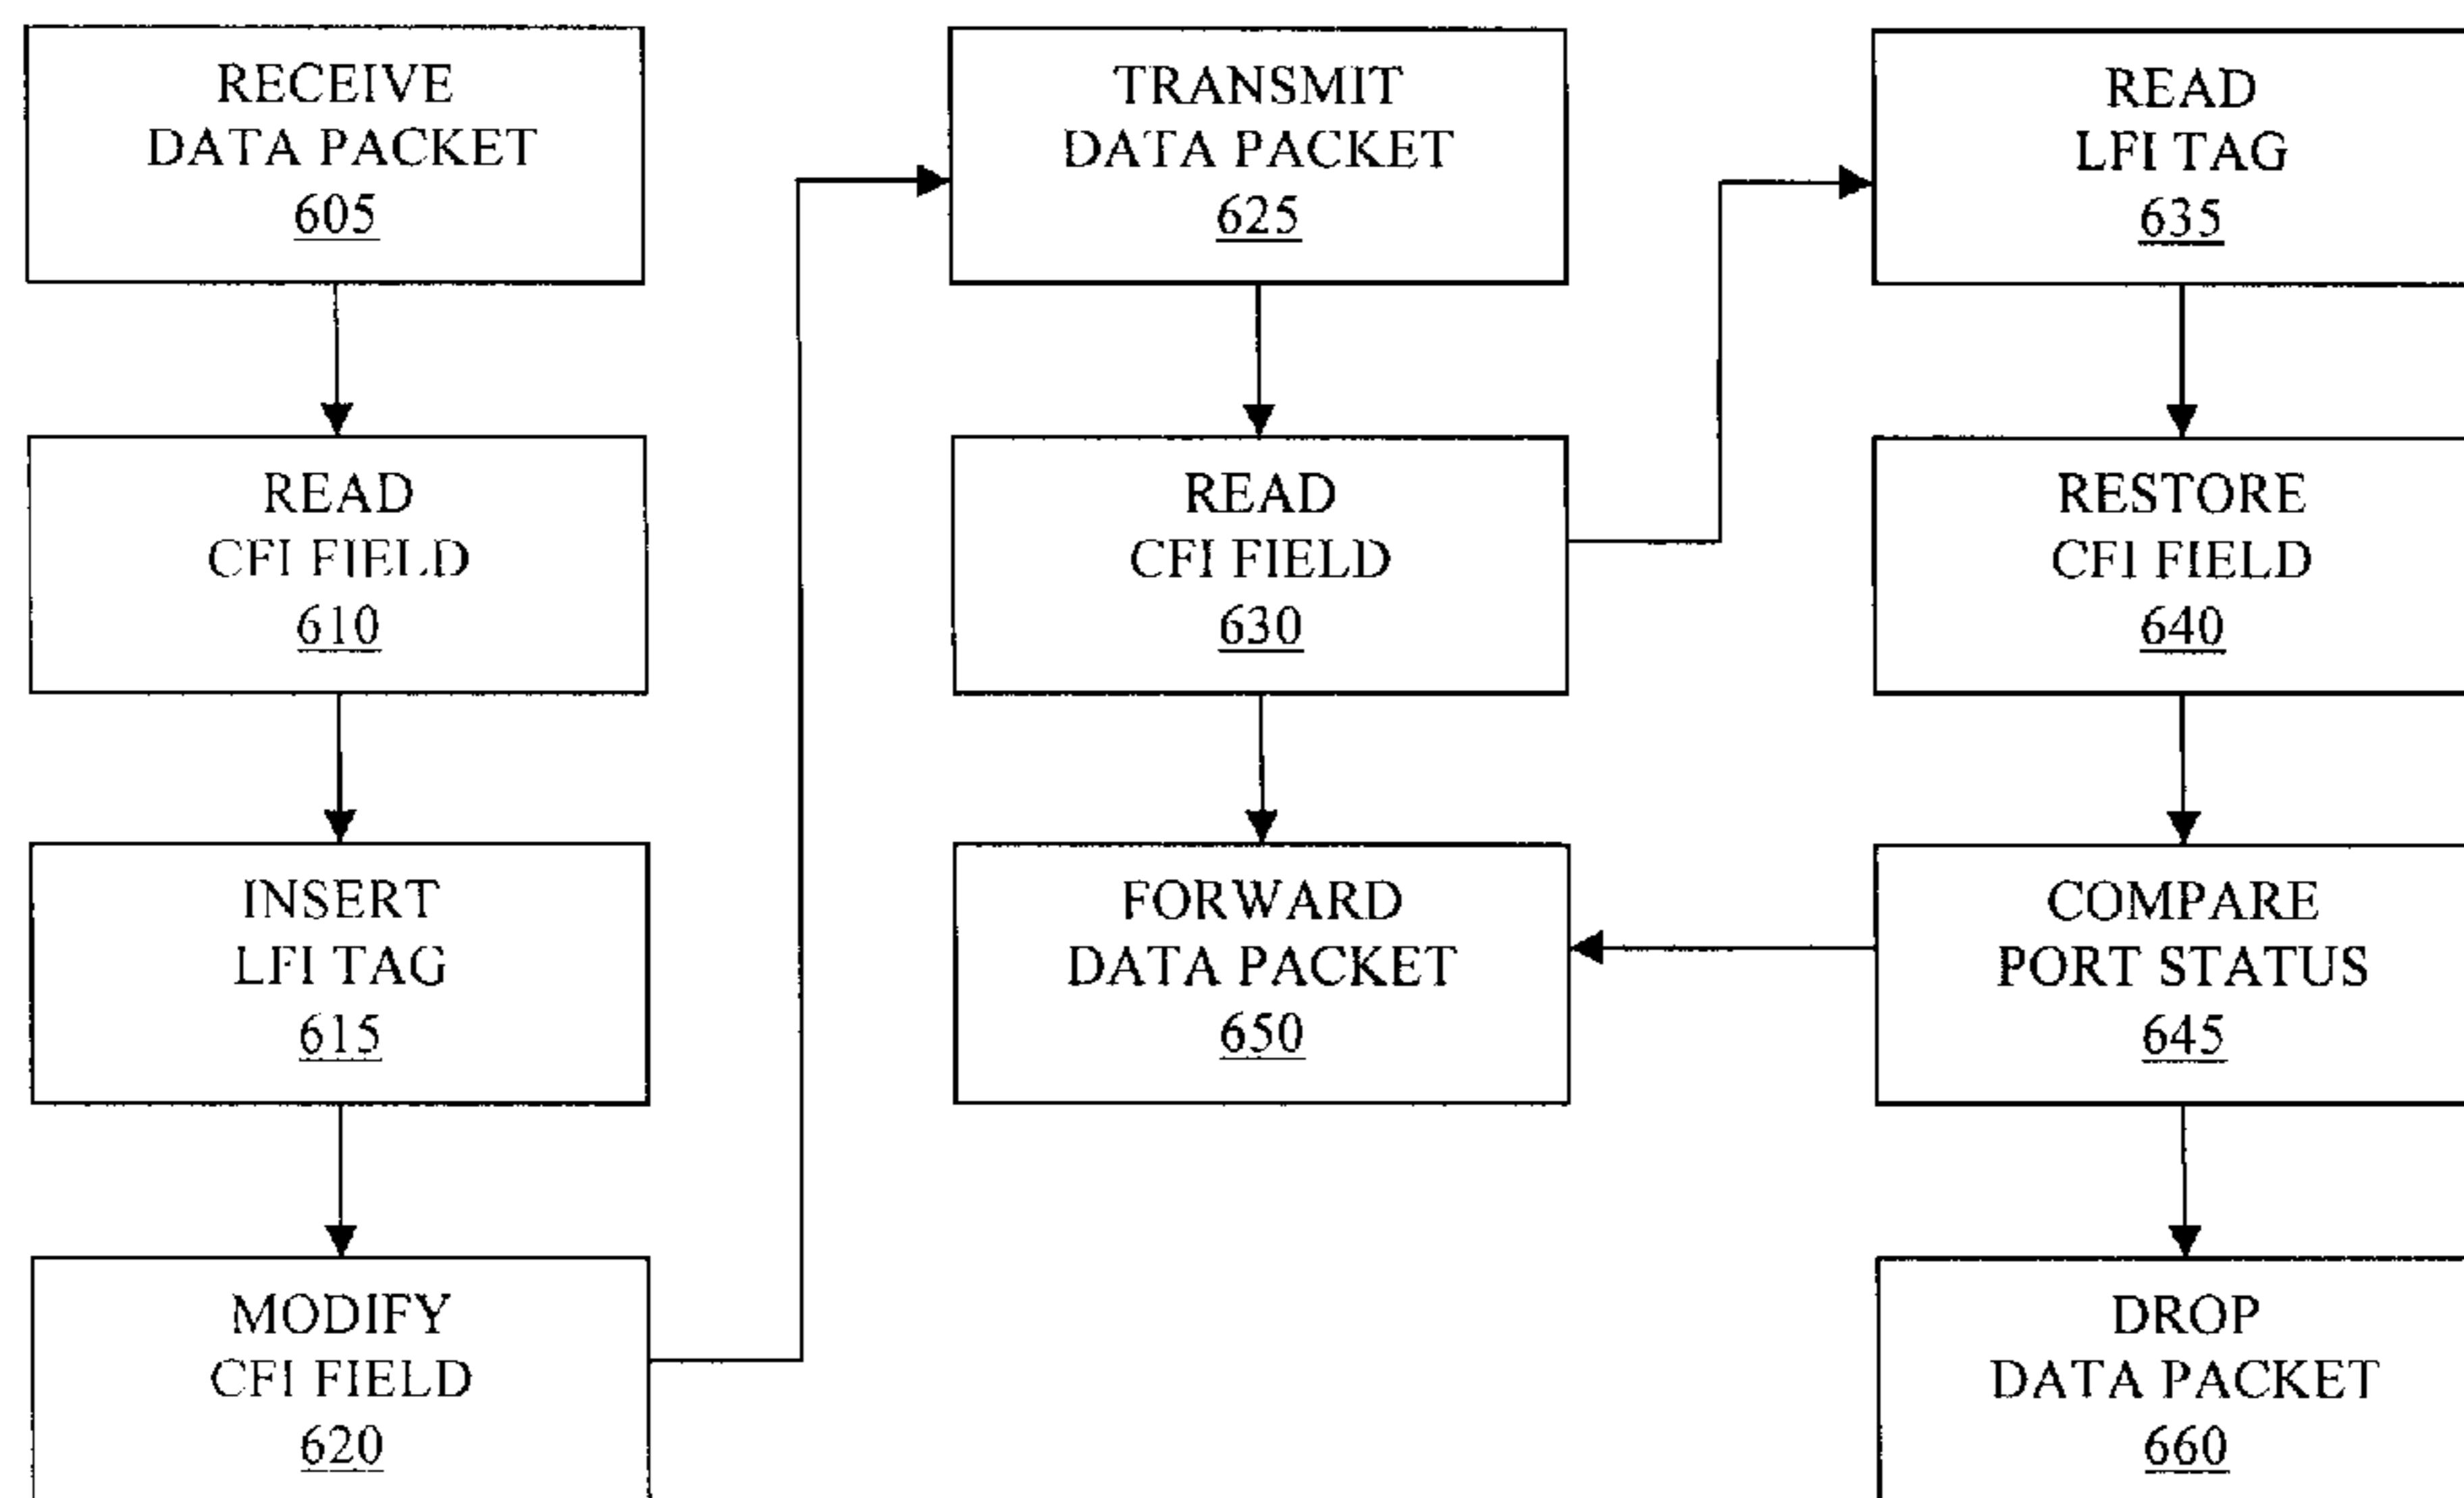 RECEIVE
DATA PACKET
605
READ
CFI FIELD
610
INSERT
LFI TAG
615
MODIFY
CFI FIELD
620
TRANSMIT
DATA PACKET
625
READ
CFI FIELD
630
FORWARD
DATA PACKET
650
READ
LFI TAG
635
RESTORE
CFI FIELD
640
COMPARE
PORT STATUS
645
DROP
DATA PACKET
660